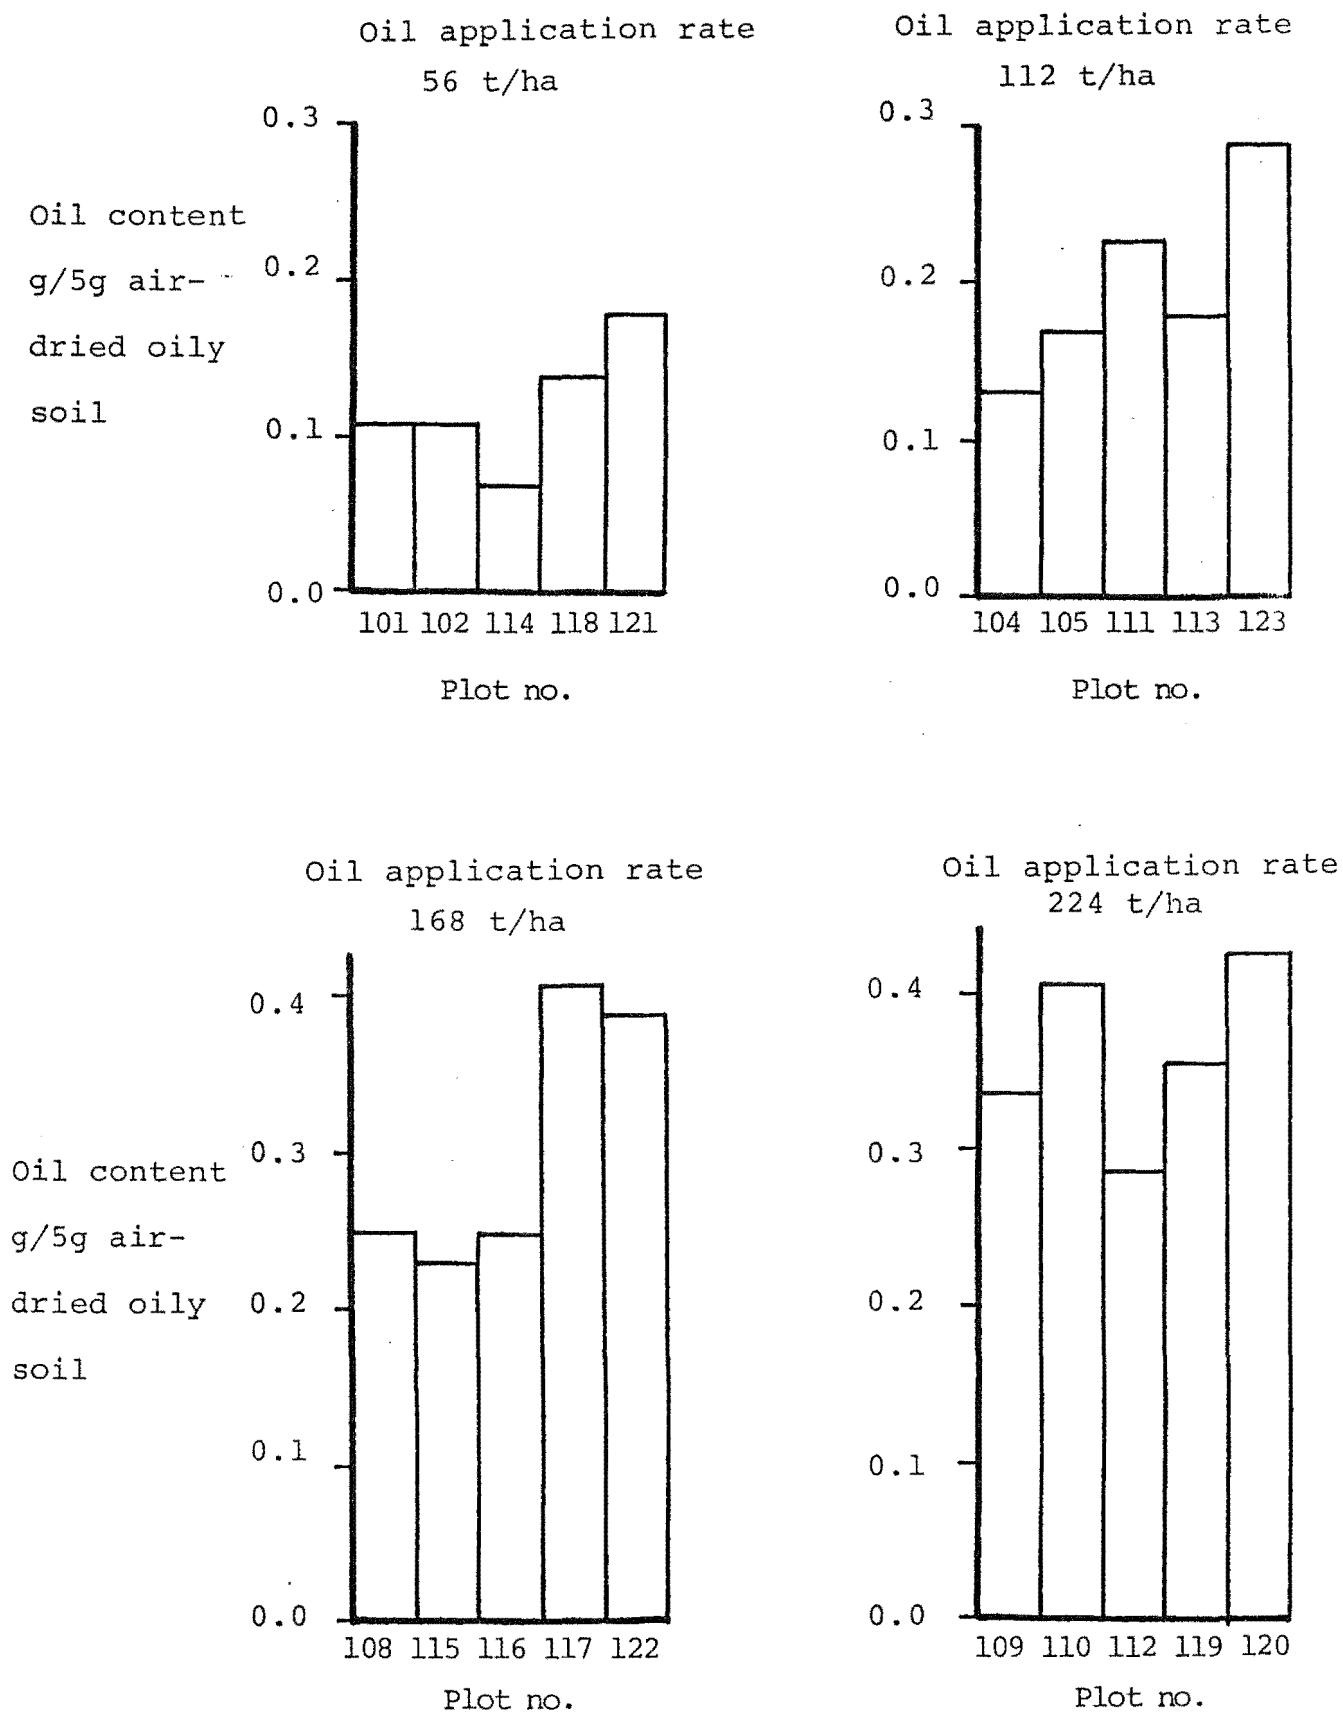 Oil application rate
56 t/ha
0.3
0.2
0.1
0.0
Oil content
g/5g air-
dried oily
soil
101 102 114 118 121
Plot no.
Oil application rate
112 t/ha
0.3
0.2
0.1
0.0
104 105 111 113 123
Plot no.
Oil application rate
168 t/ha
0.4
0.3
0.2
0.1
0.0
Oil content
g/5g air-
dried oily
soil
108 115 116 117 122
Plot no.
Oil application rate
224 t/ha
0.4
0.3
0.2
0.1
0.0
109 110 112 119 120
Plot no.